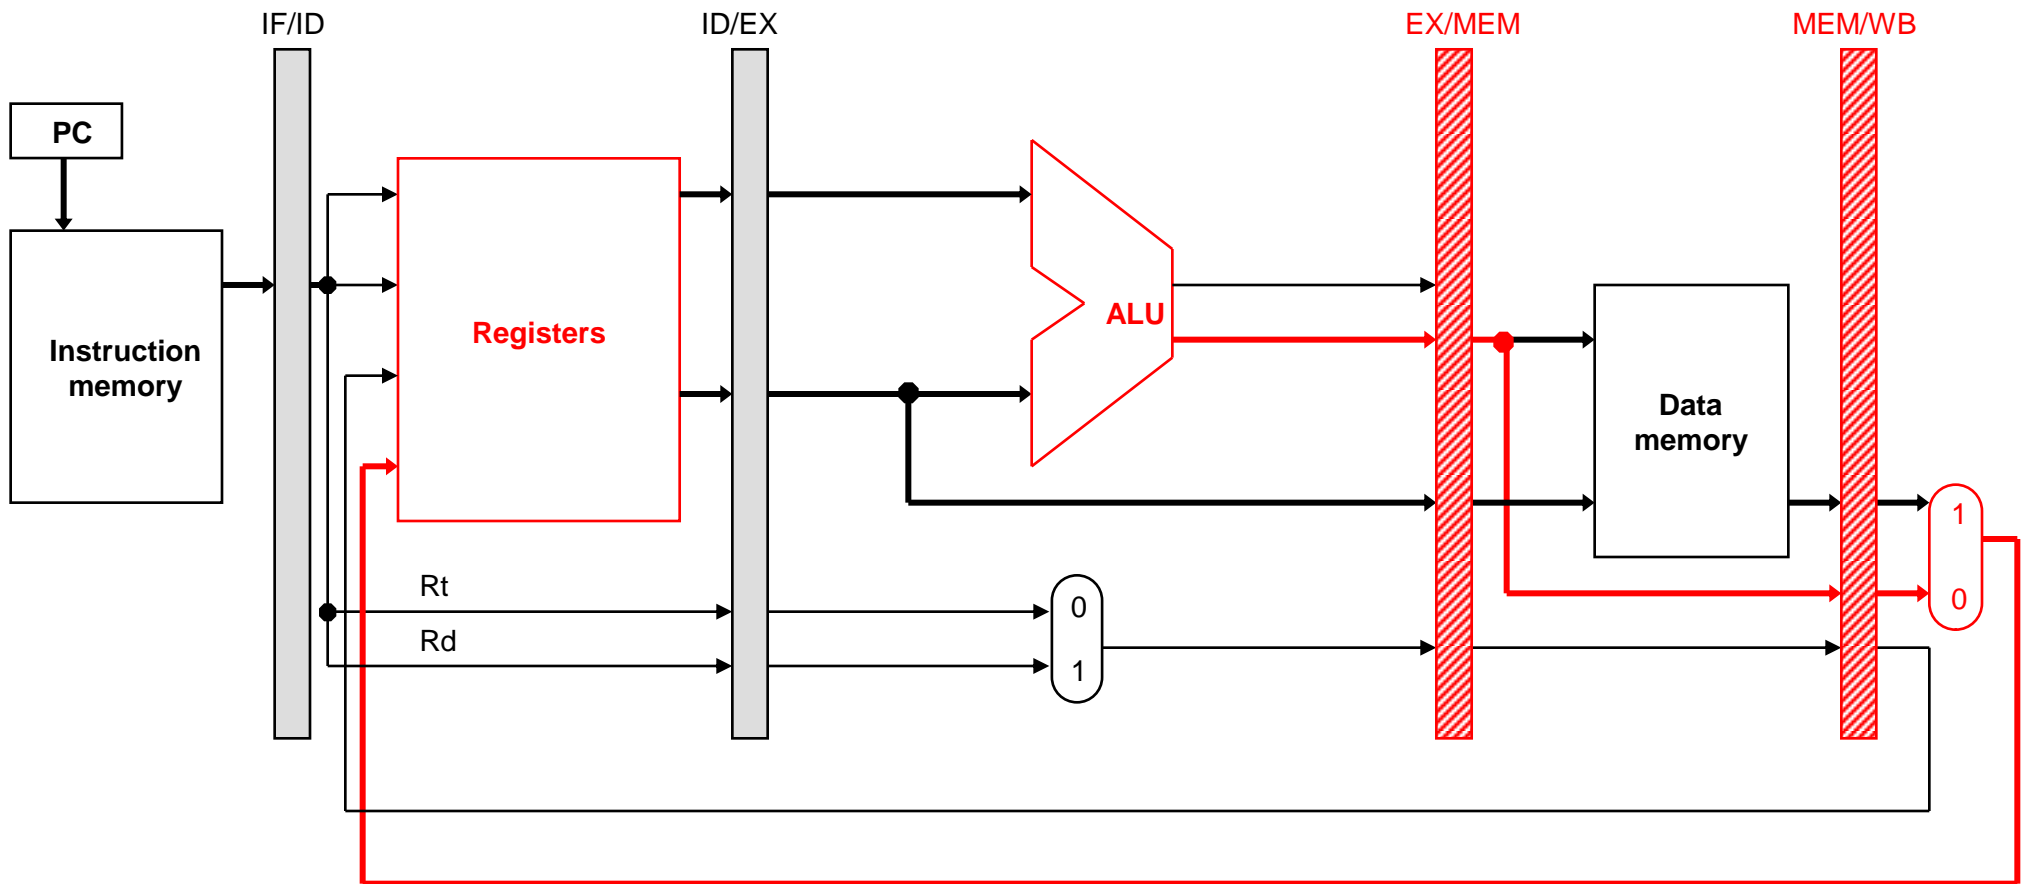 IF/ID
ID/EX
EX/MEM
MEM/WB
PC
Instruction
memory
Registers
ALU
Data
memory
Rt
Rd
0
1
1
0